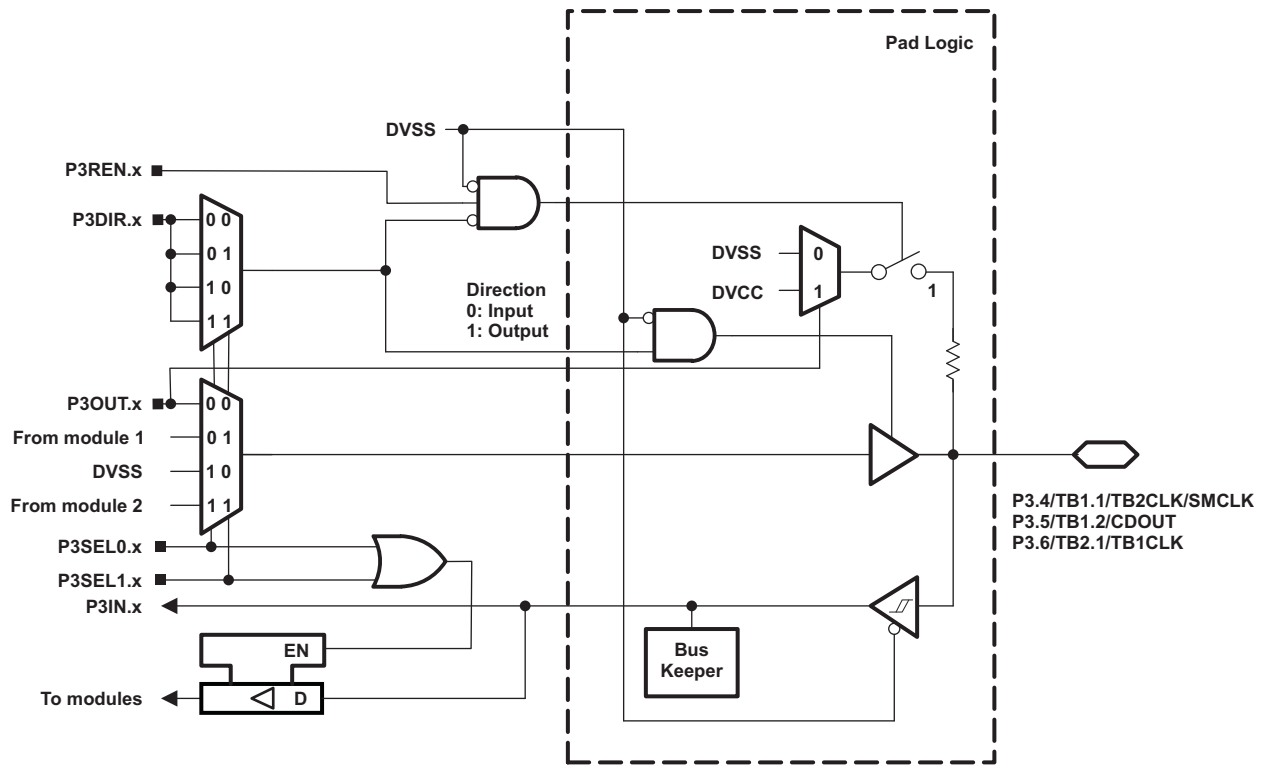 Pad Logic
DVSS
P3REN.x
P3DIR.x
0 0
0 1
1 0
1 1
Direction
0: Input
1: Output
DVSS
0
DVCC
1
1
P3OUT.x
0 0
From module 1
0 1
DVSS
1 0
From module 2
1 1
P3.4/TB1.1/TB2CLK/SMCLK
P3.5/TB1.2/CDOUT
P3.6/TB2.1/TB1CLK
P3SEL0.x
P3SEL1.x
P3IN.x
EN
Bus
Keeper
To modules
D